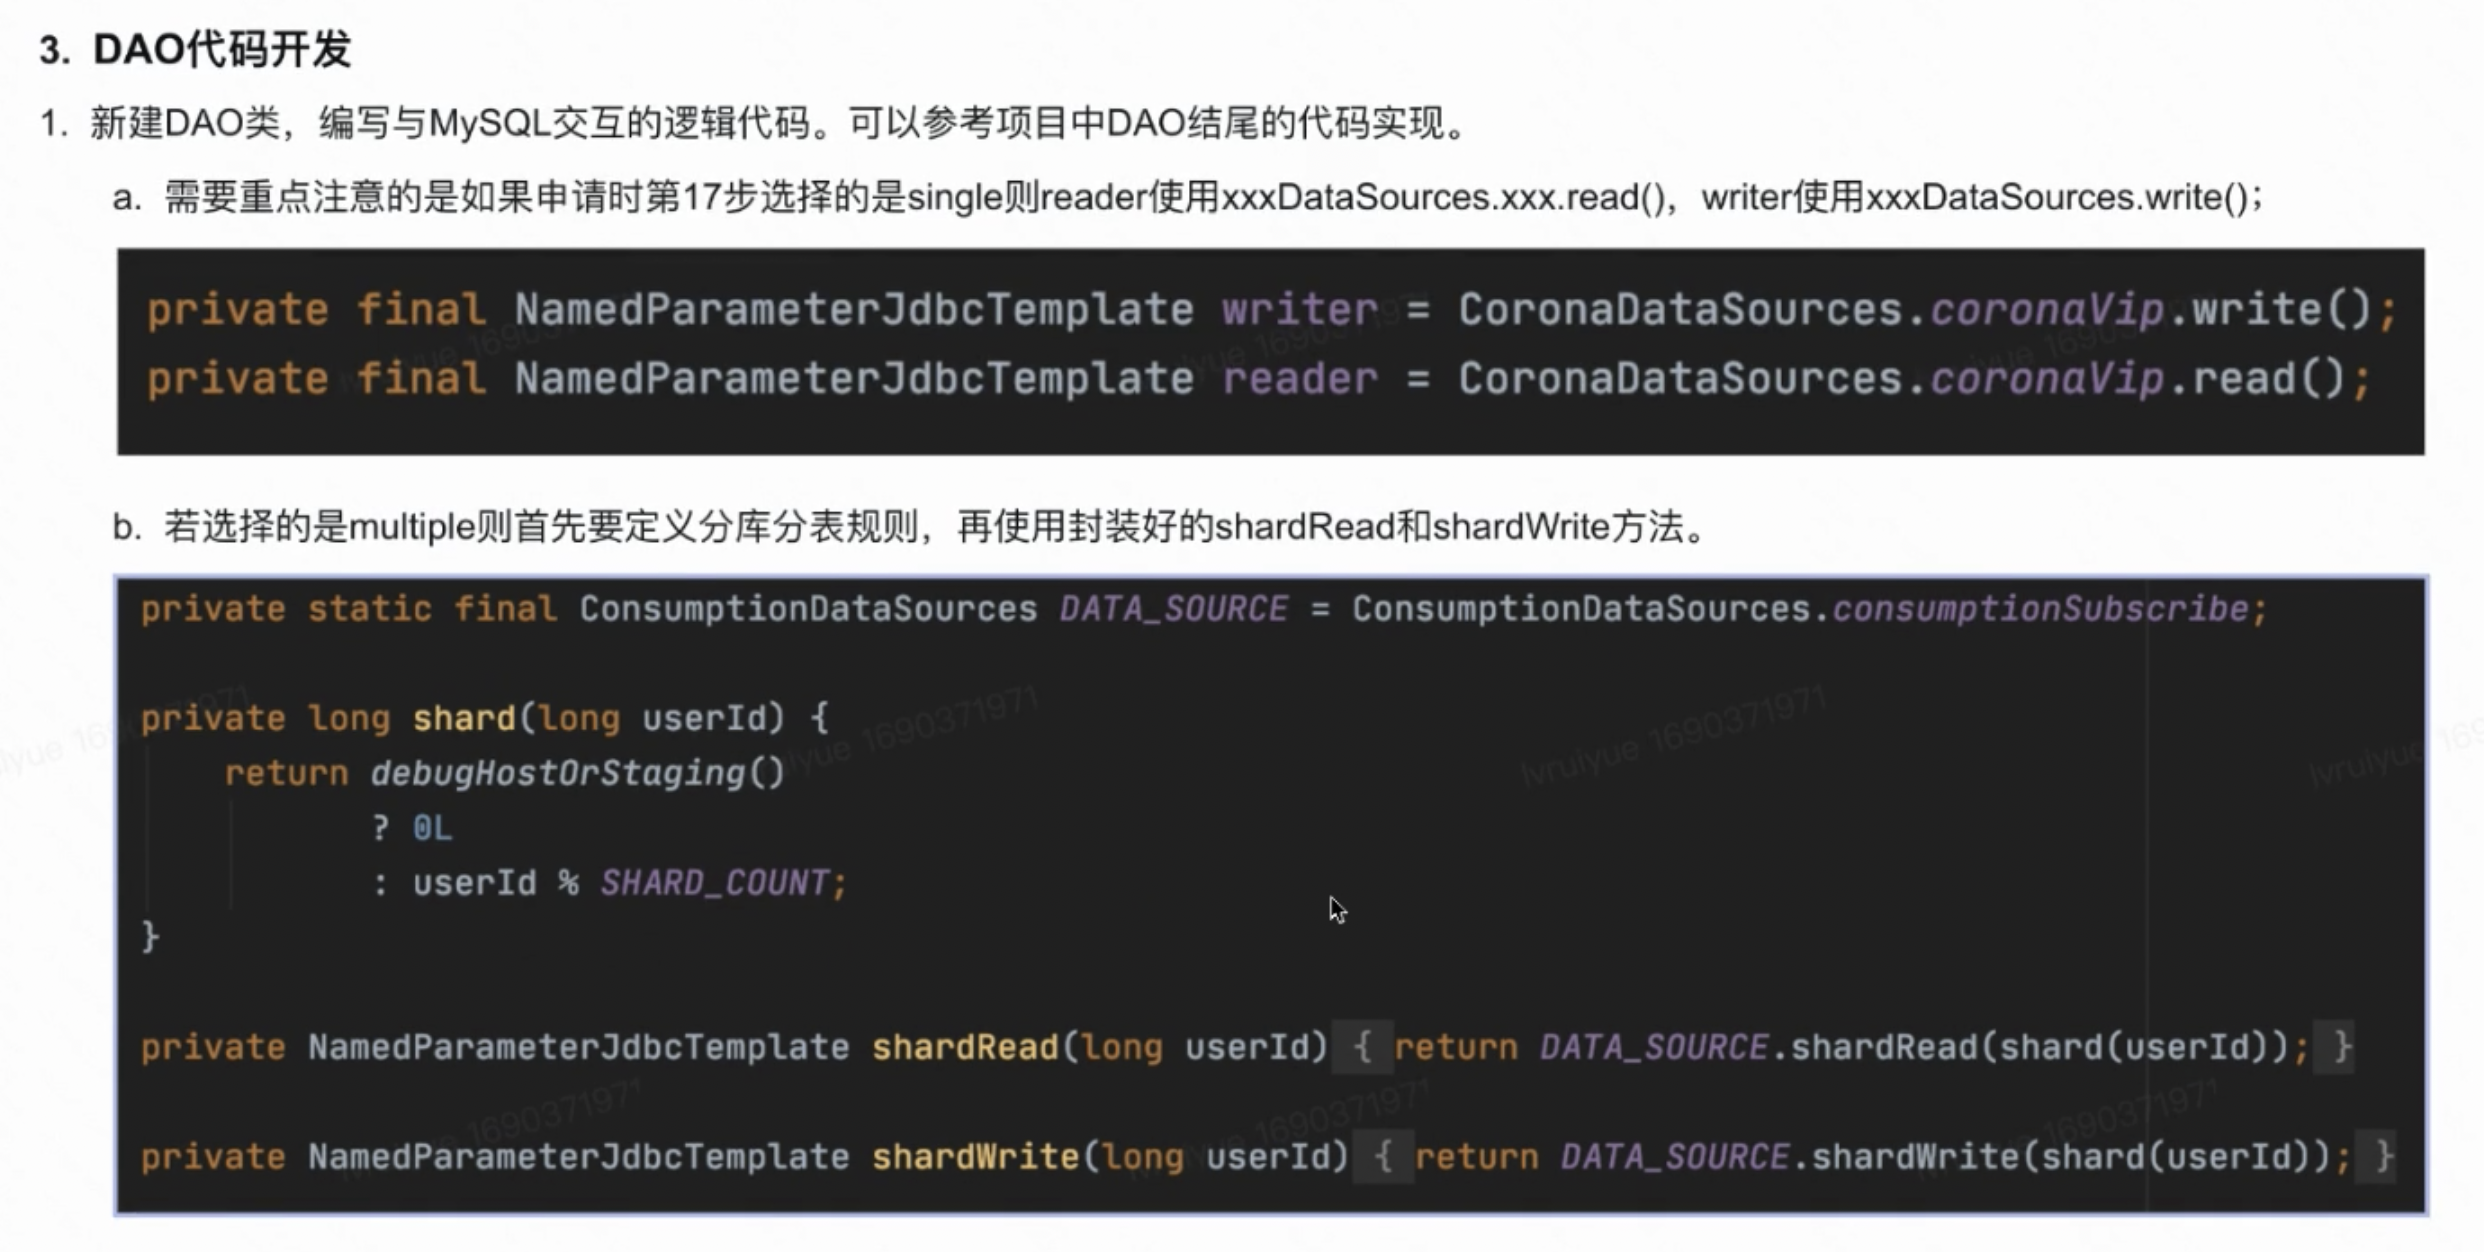 3. DAO代码开发
1. 新建DAO类，编写与MySQL交互的逻辑代码。可以参考项目中DAO结尾的代码实现。
a. 需要重点注意的是如果申请时第17步选择的是single则reader使用xxxDataSources.xxx.read()，writer使用xxxDataSources.write()；
private final NamedParameterJdbcTemplate writer = CoronaDataSources.coronaVip.write();
private final NamedParameterJdbcTemplate reader = CoronaDataSources.coronaVip.read();
b. 若选择的是multiple则首先要定义分库分表规则，再使用封装好的shardRead和shardWrite方法。
private static final ConsumptionDataSources DATA_SOURCE = ConsumptionDataSources.consumptionSubscribe;
private long shard(long userId) {
return debugHostOrStaging()
? 0L
: userId % SHARD_COUNT;
}
private NamedParameterJdbcTemplate shardRead(long userId) { return DATA_SOURCE.shardRead(shard(userId)); }
private NamedParameterJdbcTemplate shardWrite(long userId) { return DATA_SOURCE.shardWrite(shard(userId)); }
lvruiyue 1690371971